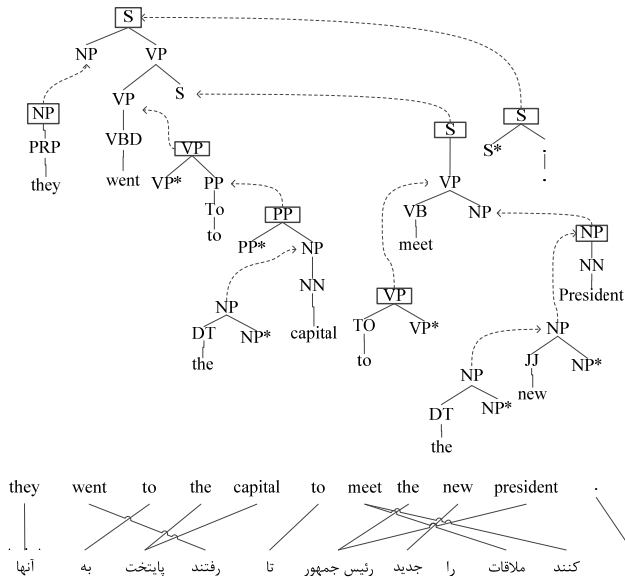 S
NP VP
VP S
NP S
PRP VBD VP S S* .
they went VP* PP VP
To VB NP
to PP meet NP
PP* NP NN
NN VP President
NP TO VP* NP
DT NP* capital to JJ NP*
the NP new
DT NP*
the
they went to the capital to meet the new president .
آنها به پایتخت رفتند تا رئیس جمهور جدید را ملاقات کنند